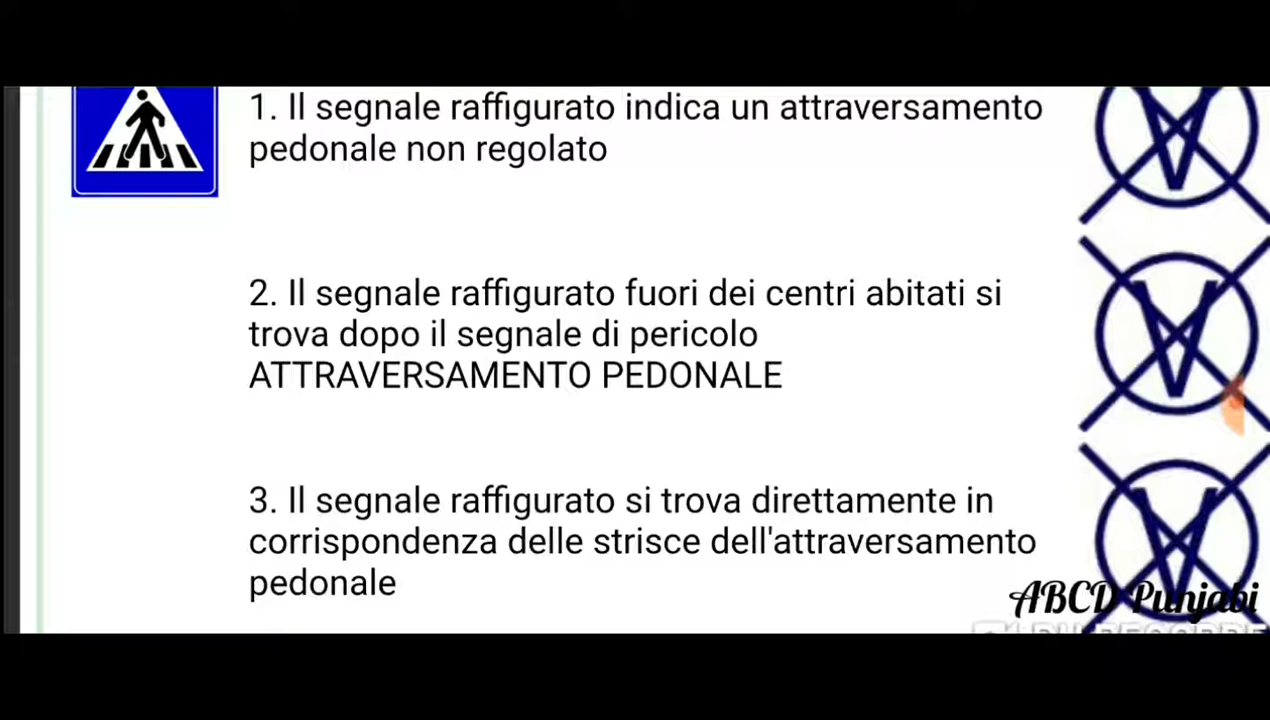 1. Il segnale raffigurato indica un attraversamento
pedonale non regolato
V
2. Il segnale raffigurato fuori dei centri abitati si
trova dopo il segnale di pericolo
ATTRAVERSAMENTO PEDONALE
V
3. Il segnale raffigurato si trova direttamente in
corrispondenza delle strisce dell'attraversamento
pedonale
V
ABCD Punjabi